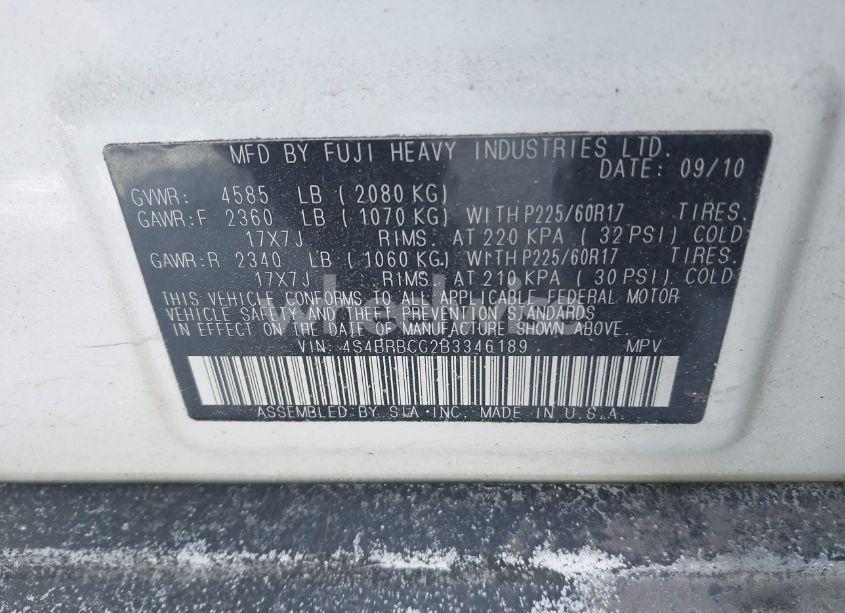 MFD BY FUJI HEAVY INDUSTRIES LTD.
DATE: 09/10
GVWR: 4585 LB ( 2080 KG)
GAWR:F 2360 LB ( 1070 KG) WITH P225/60R17 TIRES.
17X7J RIMS. AT 220 KPA ( 32 PSI) COLD
GAWR:R 2340 LB ( 1060 KG) WITH P225/60R17 TIRES.
17X7J RIMS. AT 210 KPA ( 30 PSI) COLD
THIS VEHICLE CONFORMS TO ALL APPLICABLE FEDERAL MOTOR
VEHICLE SAFETY AND THEFT PREVENTION STANDARDS
IN EFFECT ON THE DATE OF MANUFACTURE SHOWN ABOVE.
VIN: 4S4BRBCG2B3346189 MPV
ASSEMBLED BY SIA INC. MADE IN U.S.A.